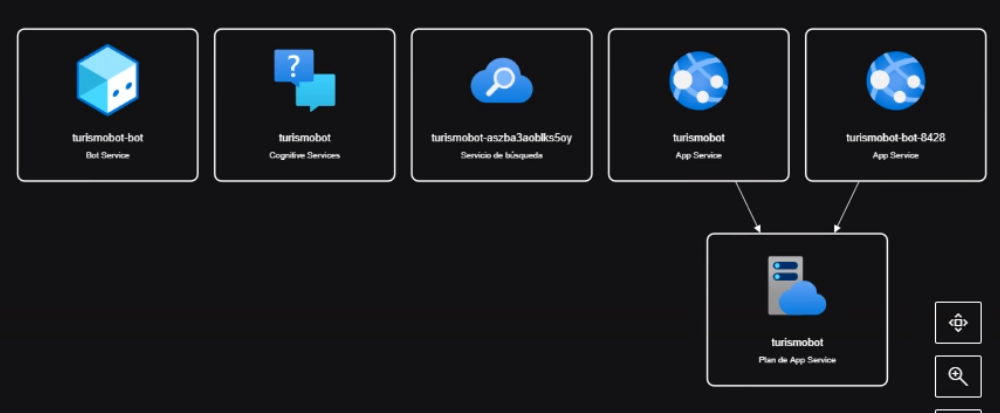 turismobot-bot
Bot Service
?
turismobot
Cognitive Services
turismobot-aszba3aoblks5oy
Servicio de búsqueda
turismobot
App Service
turismobot-bot-8428
App Service
turismobot
Plan de App Service